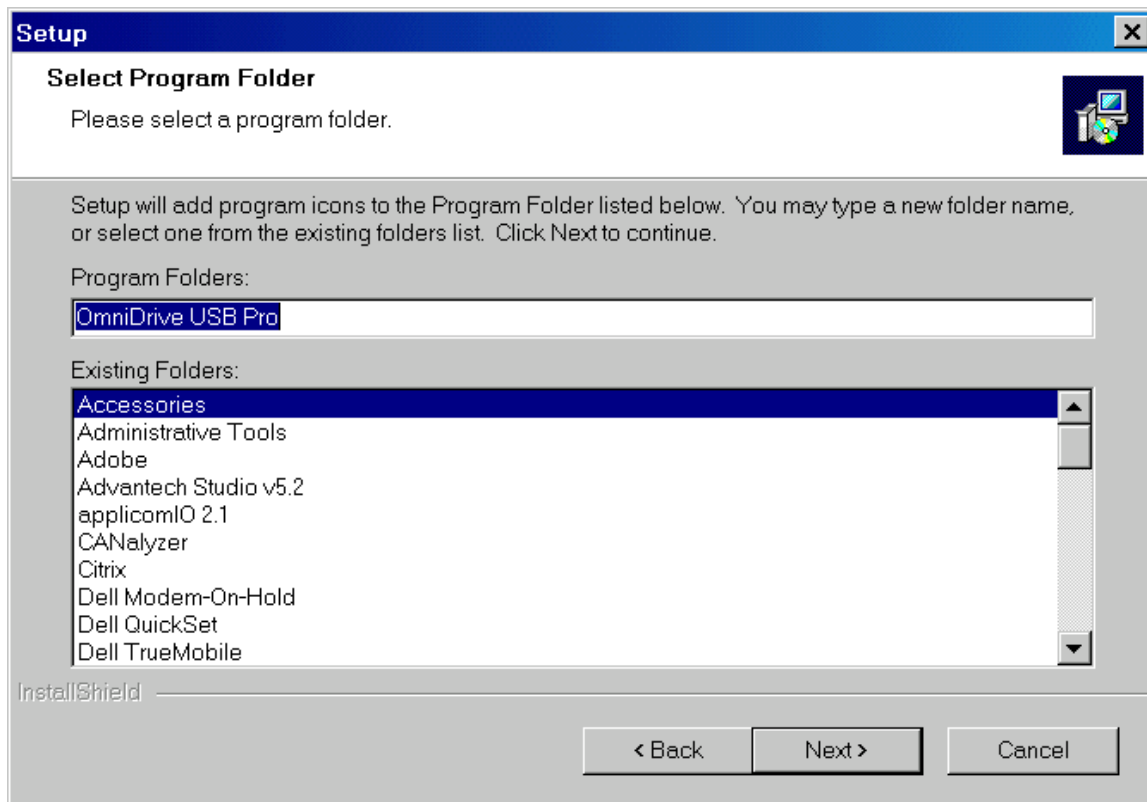 Setup
Select Program Folder
Please select a program folder.
Setup will add program icons to the Program Folder listed below. You may type a new folder name,
or select one from the existing folders list. Click Next to continue.
Program Folders:
OmniDrive USB Pro
Existing Folders:
Accessories
Administrative Tools
Adobe
Advantech Studio v5.2
applicomIO 2.1
CANalyzer
Citrix
Dell Modem-On-Hold
Dell QuickSet
Dell TrueMobile
InstallShield
< Back
Next >
Cancel